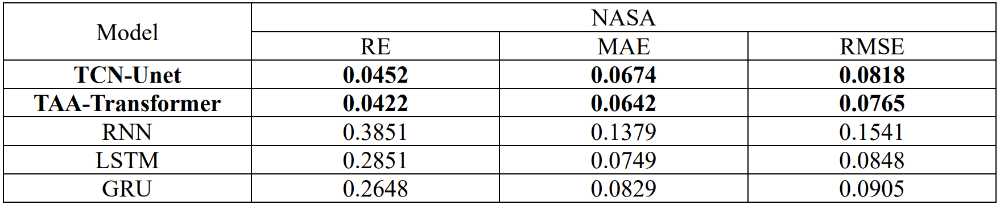 Model NASA
RE MAE RMSE
TCN-Unet 0.0452 0.0674 0.0818
TAA-Transformer 0.0422 0.0642 0.0765
RNN 0.3851 0.1379 0.1541
LSTM 0.2851 0.0749 0.0848
GRU 0.2648 0.0829 0.0905